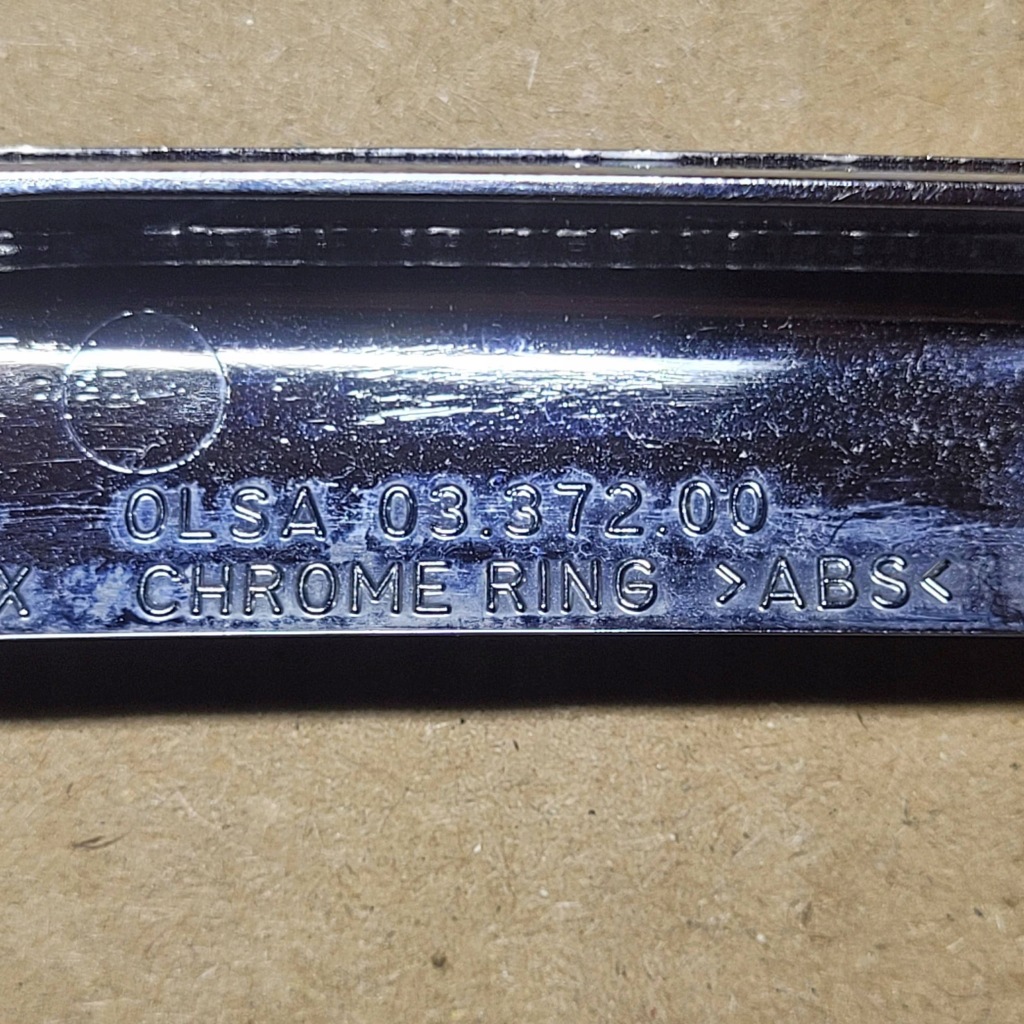 OLSA 03.372.00
X CHROME RING >ABS<